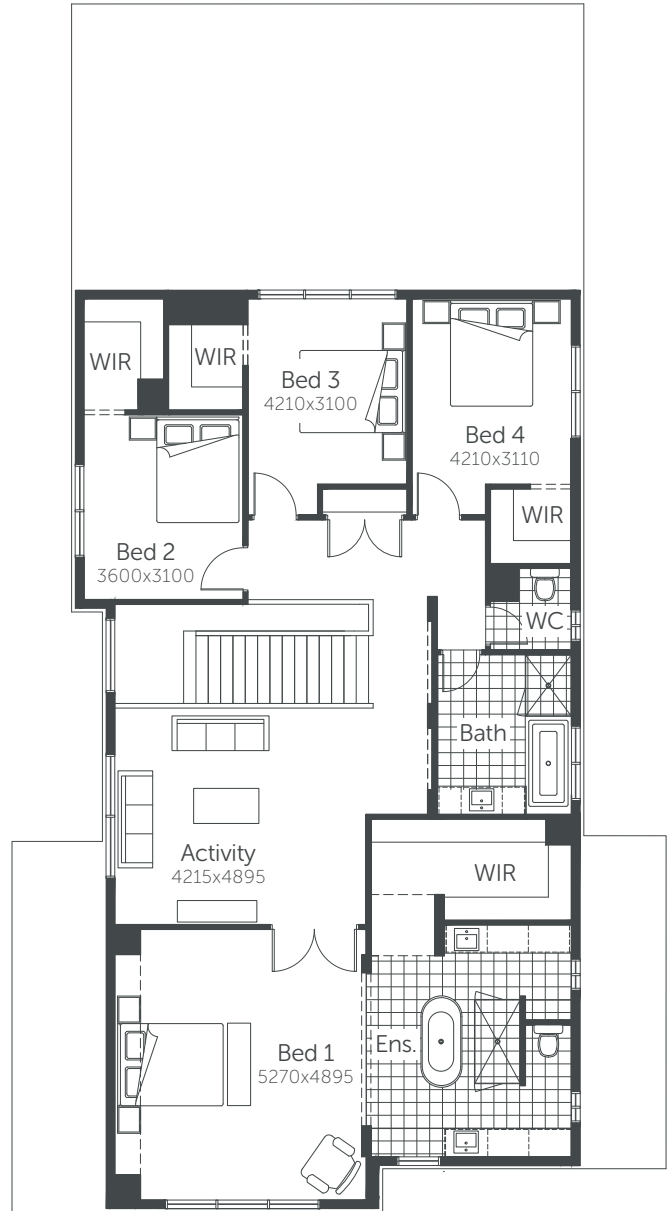 WIR
WIR
Bed 3
4210x3100
Bed 4
4210x3110
WIR
Bed 2
3600x3100
WC
Bath
Activity
4215x4895
WIR
Bed 1
5270x4895
Ens.